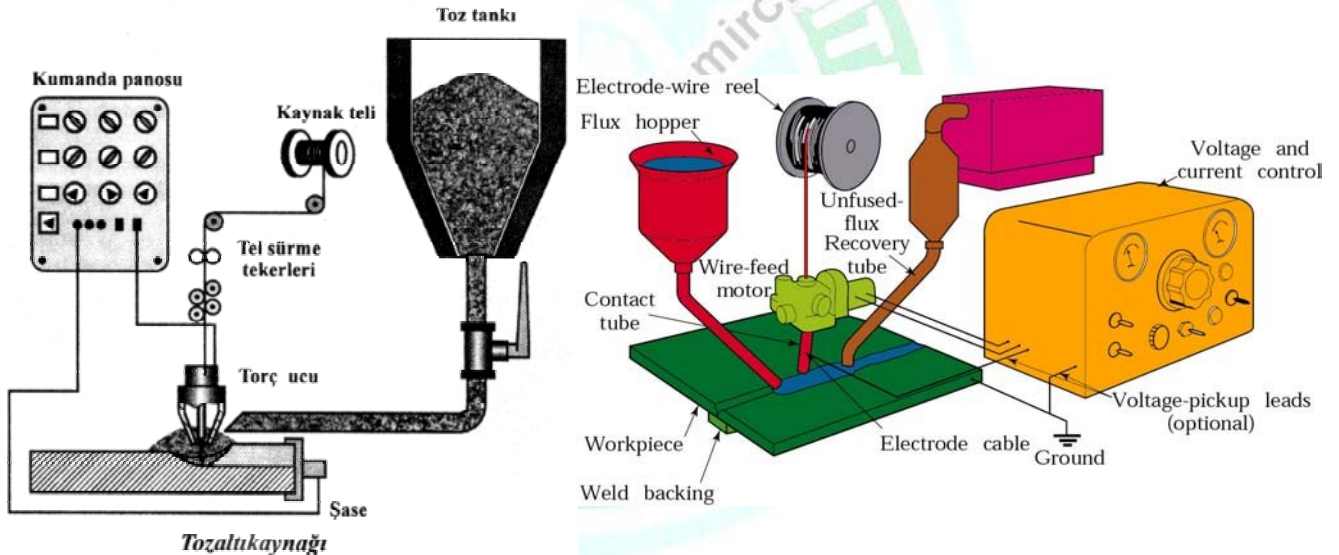 Toz tankı
Kumanda panosu
Kaynak teli
Tel sürme
tekerleri
Torç ucu
Şase
Tozaltıkaynağı
Electrode-wire reel
Flux hopper
Unfused-
flux
Recovery
tube
Wire-feed
motor
Contact
tube
Voltage and
current control
Workpiece
Weld backing
Electrode cable
Ground
Voltage-pickup leads
(optional)